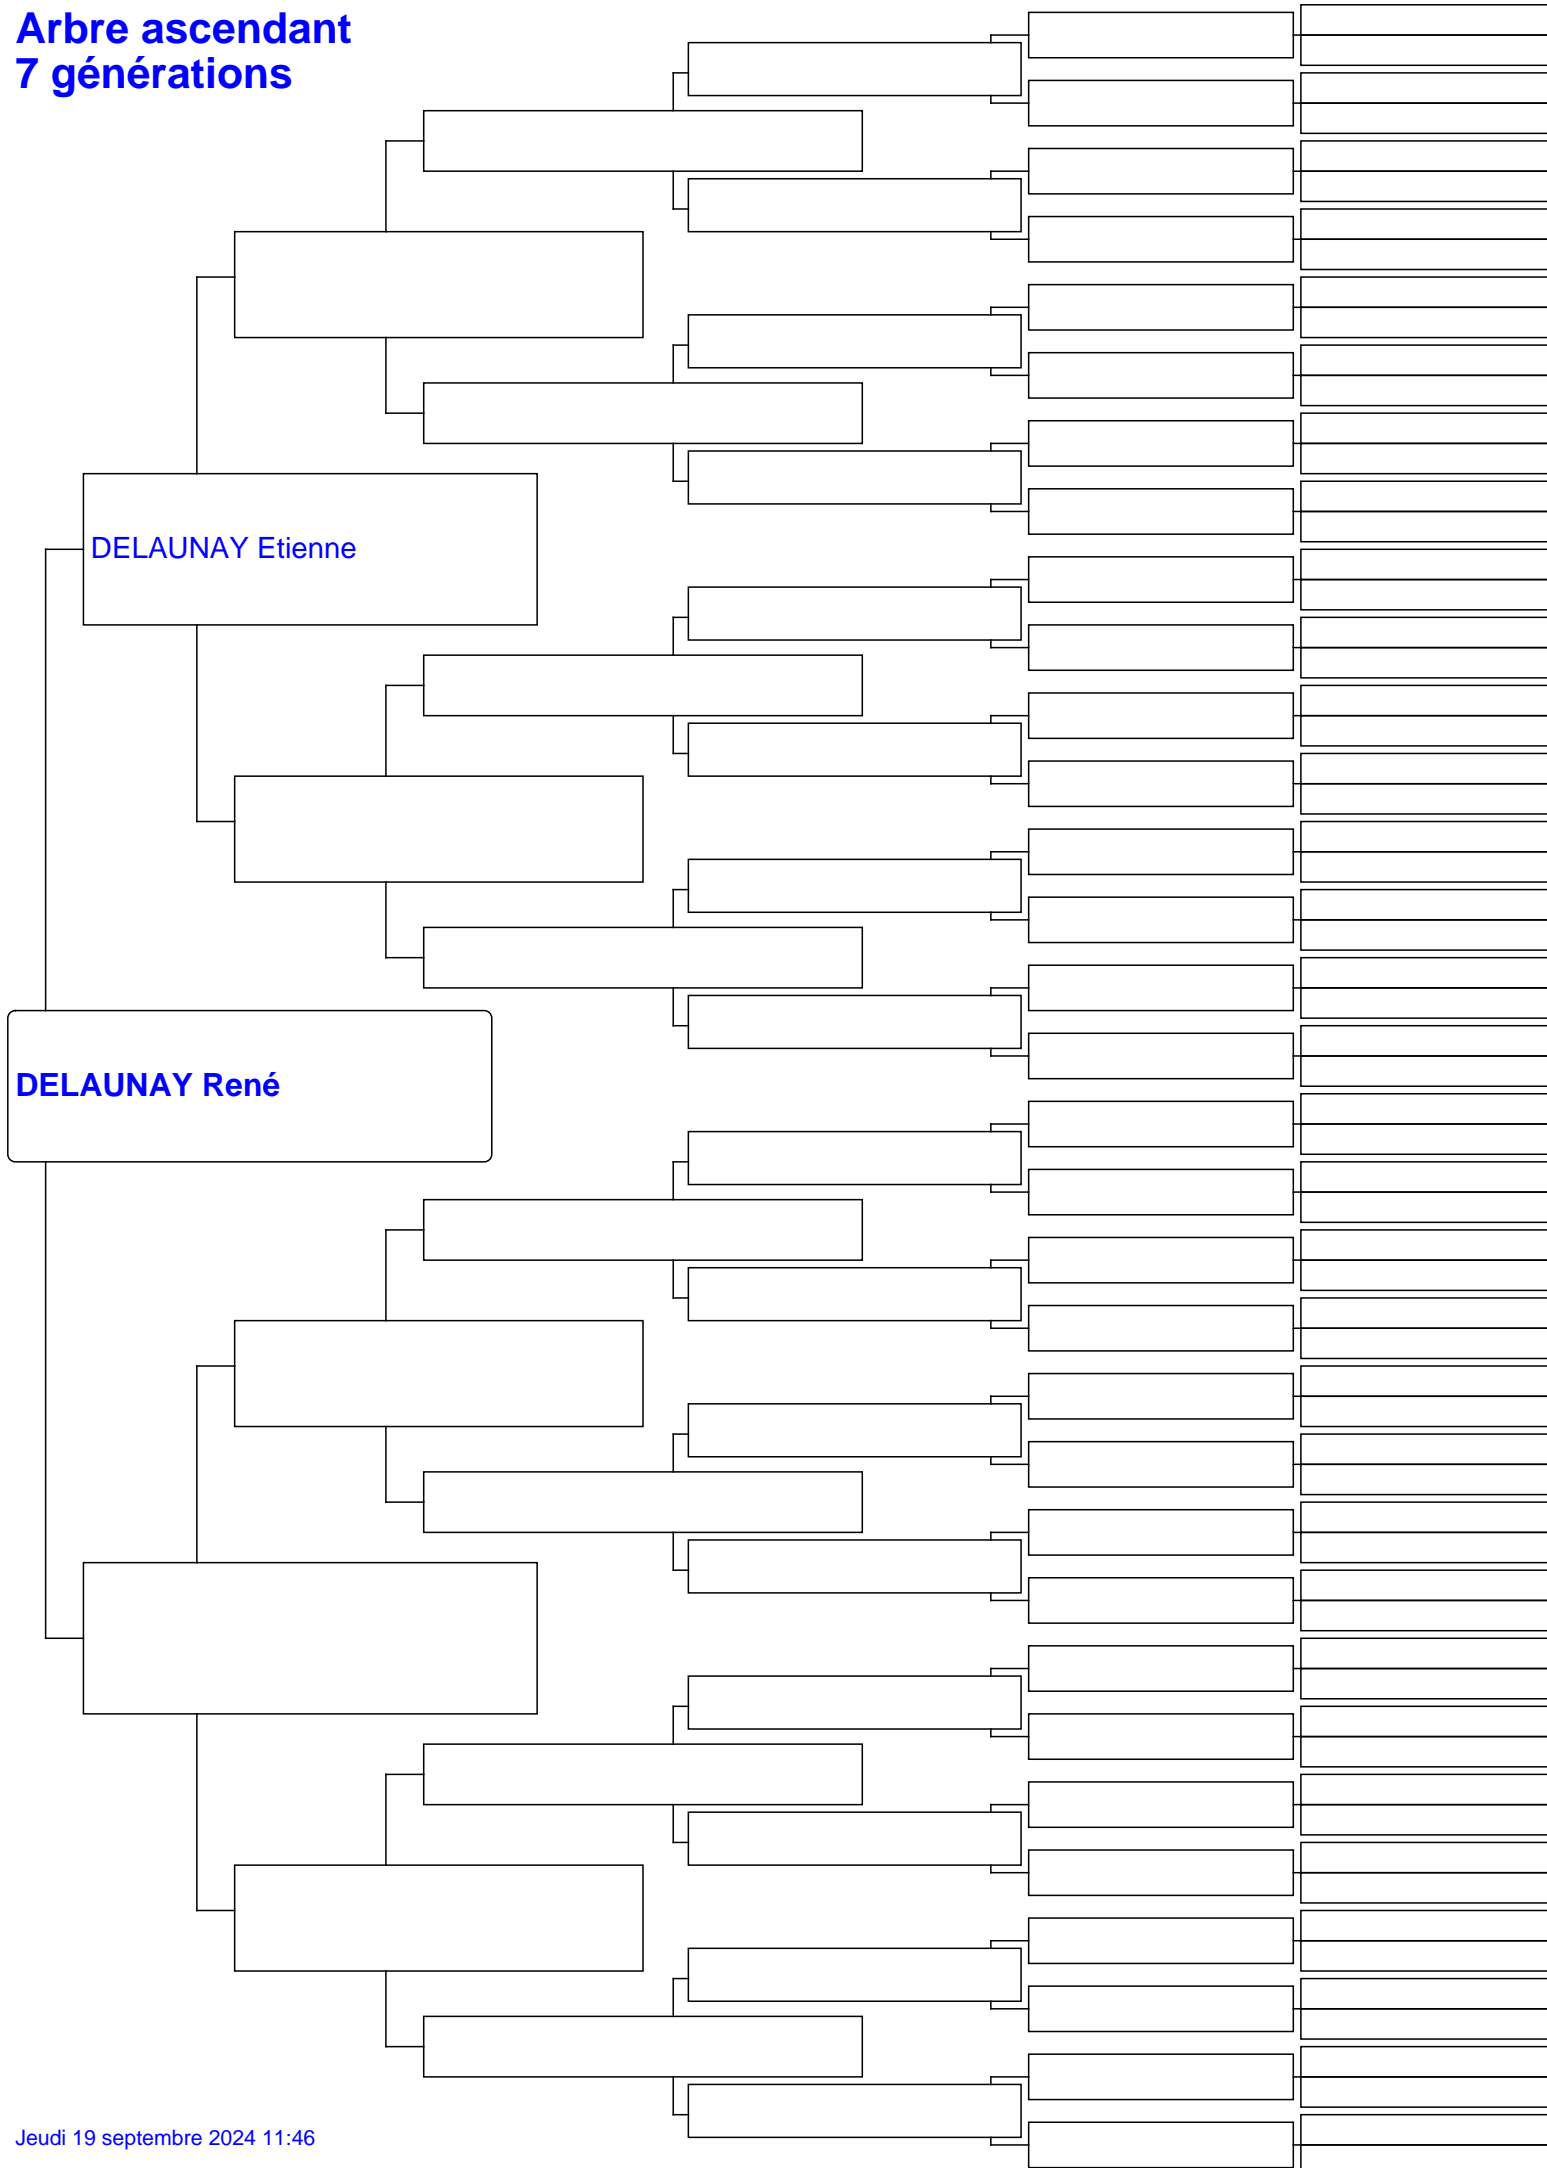 Arbre ascendant
7 générations
DELAUNAY Etienne
DELAUNAY René
Jeudi 19 septembre 2024 11:46